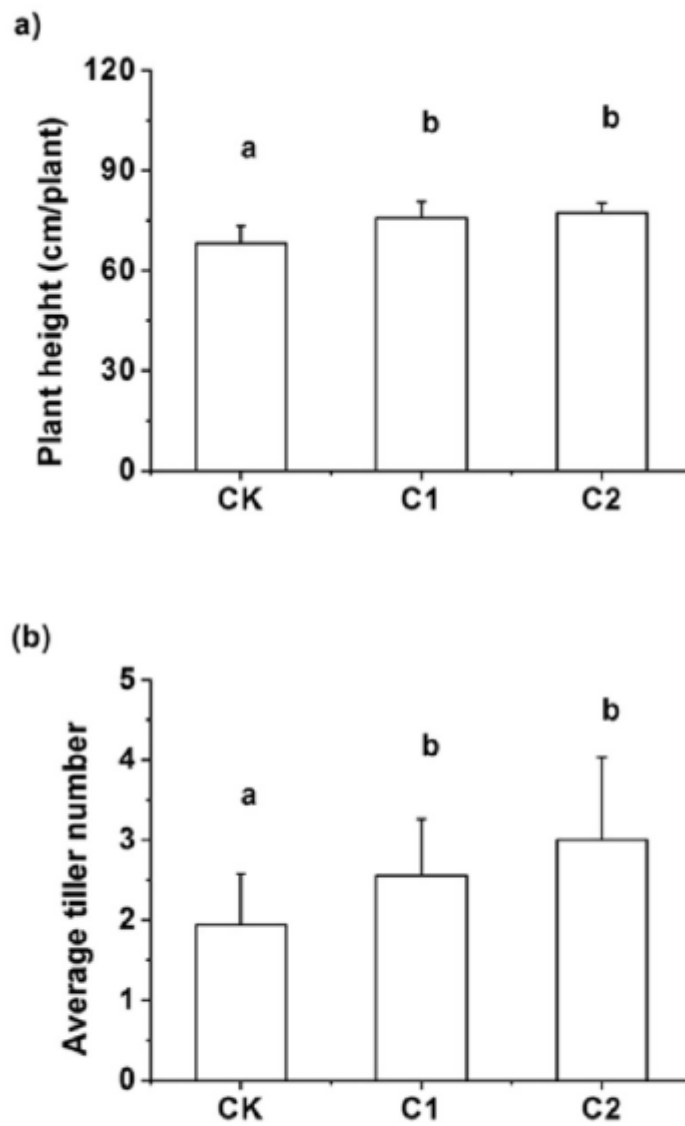 a)
Plant height (cm/plant)
120
90
60
30
0
a
b
b
CK
C1
C2
(b)
Average tiller number
5
4
3
2
1
0
a
b
b
CK
C1
C2